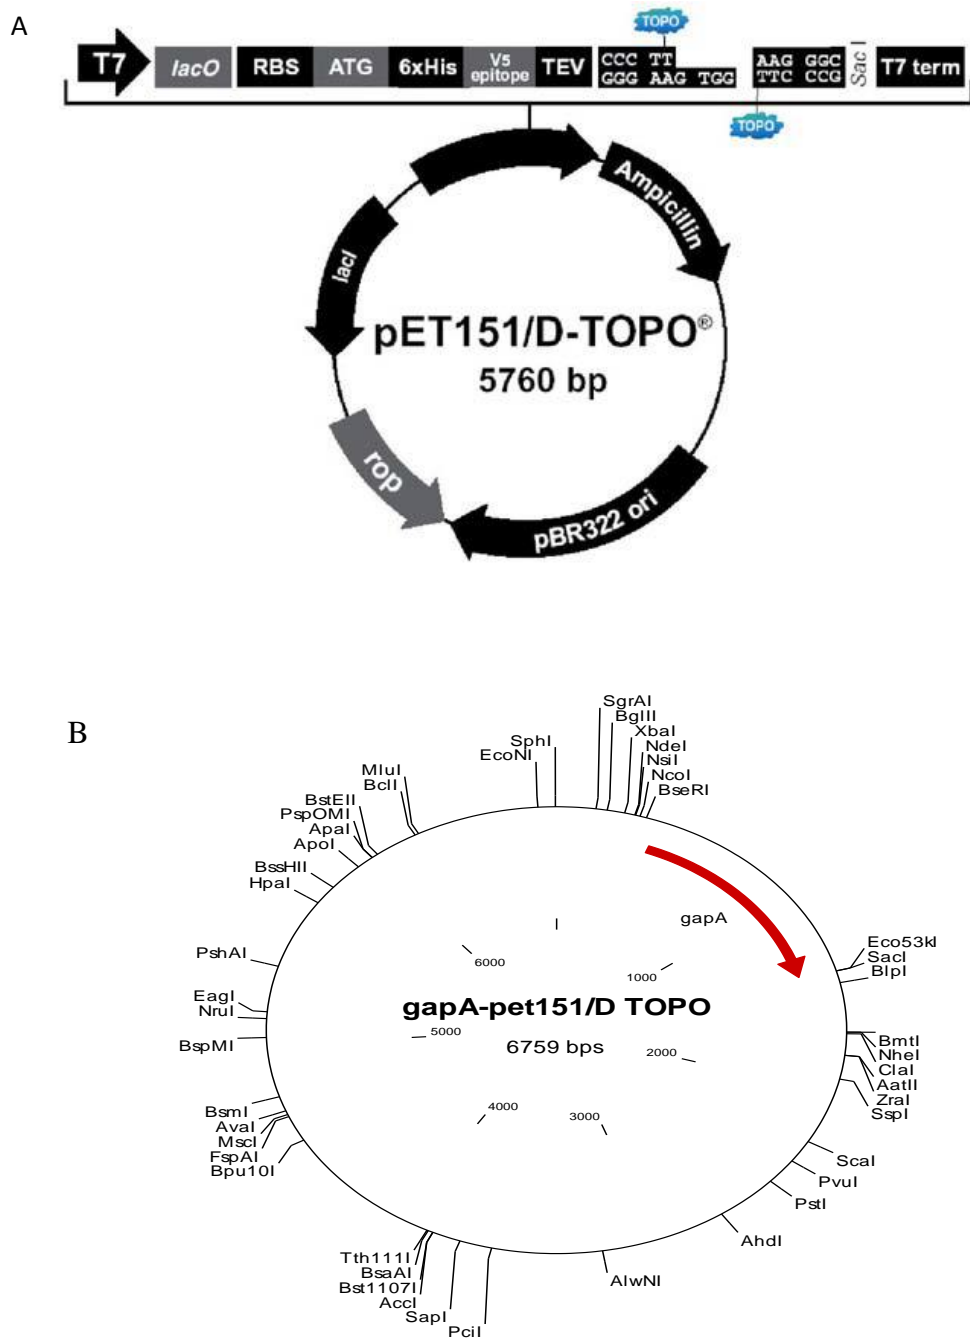 A
TOPO
T7 lacO RBS ATG 6xHis V5 epitope TEV CCC TT AAG GGC Sac I T7 term
GGG AAG TGG TTC CCG
TOPO
Ampicillin
lacI
pET151/D-TOPO®
5760 bp
rop
pBR322 ori
B
SgrAI
BglII
XbaI
NdeI
NsiI
NcoI
BseRI
SphI
EcoNI
MluI
BclI
BstEII
PspOMI
ApaI
ApoI
BssHII
HpaI
PshAI
EagI
NruI
BspMI
BsmI
AvaI
MscI
FspAI
Bpu10I
Tth111I
BsaAI
Bst1107I
AccI
SapI
PciI
AlwNI
AhdI
PstI
PvuI
ScaI
SspI
ZraI
AatII
ClaI
NheI
BmtI
BlpI
SacI
Eco53kI
gapA
6000
1000
gapA-pet151/D TOPO
5000
6759 bps
2000
4000
3000